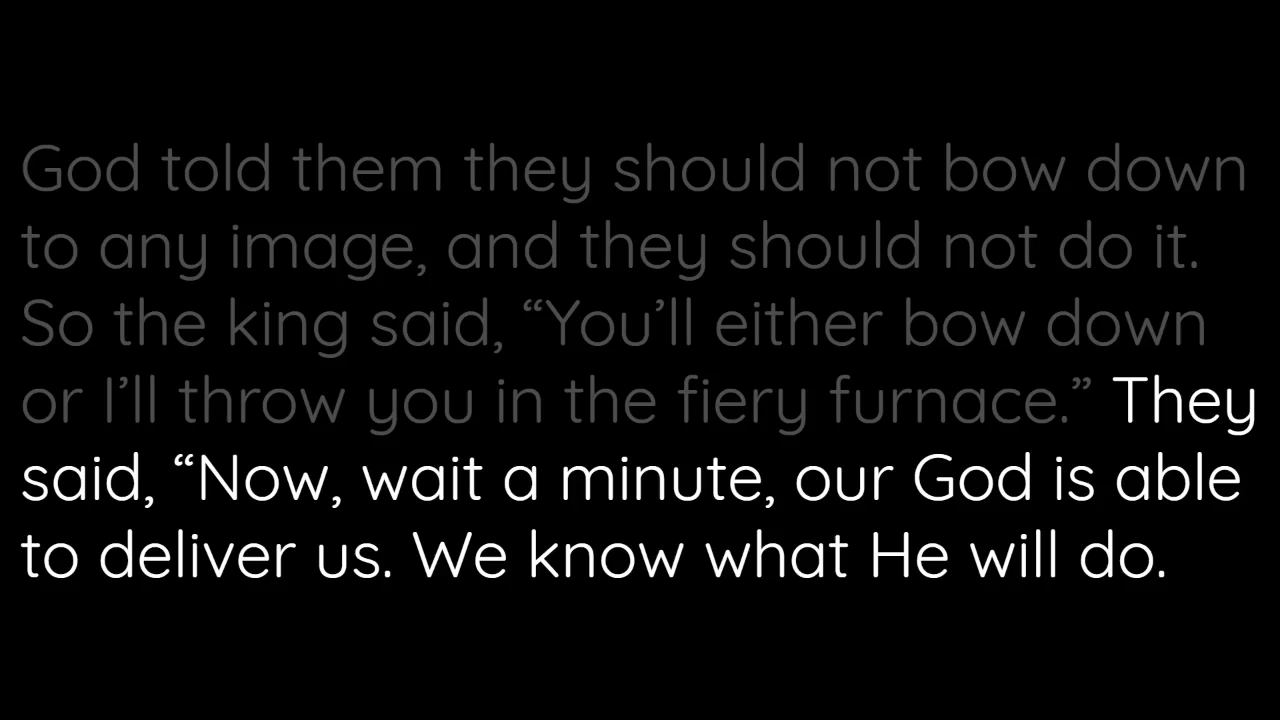 God told them they should not bow down
to any image, and they should not do it.
So the king said, “You’ll either bow down
or I’ll throw you in the fiery furnace.” They
said, “Now, wait a minute, our God is able
to deliver us. We know what He will do.